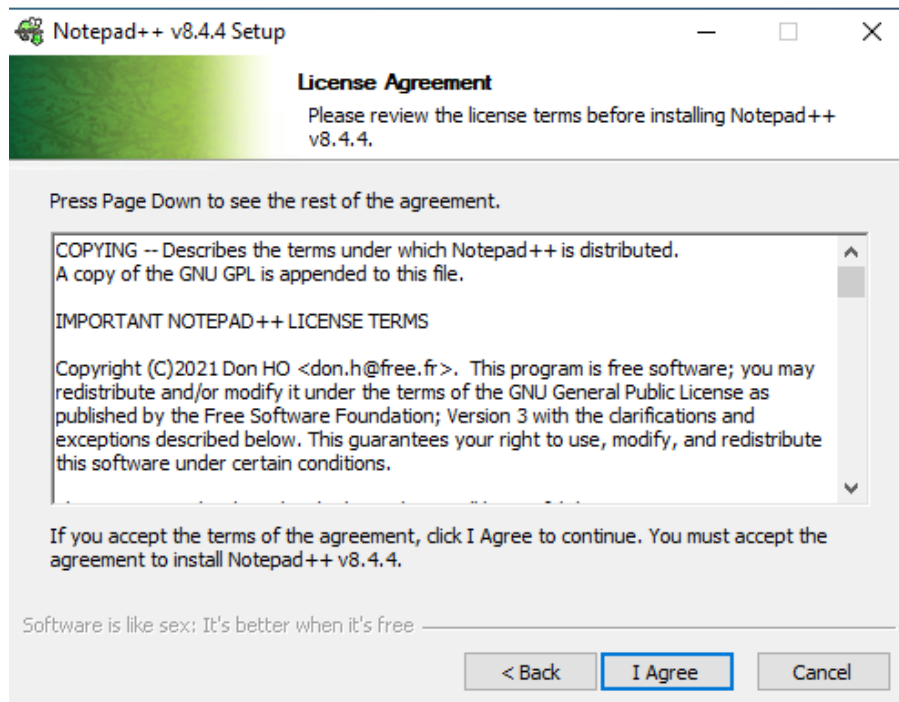 Notepad++ v8.4.4 Setup
License Agreement
Please review the license terms before installing Notepad++
v8.4.4.
Press Page Down to see the rest of the agreement.
COPYING -- Describes the terms under which Notepad++ is distributed.
A copy of the GNU GPL is appended to this file.
IMPORTANT NOTEPAD++ LICENSE TERMS
Copyright (C)2021 Don HO <don.h@free.fr>. This program is free software; you may
redistribute and/or modify it under the terms of the GNU General Public License as
published by the Free Software Foundation; Version 3 with the clarifications and
exceptions described below. This guarantees your right to use, modify, and redistribute
this software under certain conditions.
If you accept the terms of the agreement, click I Agree to continue. You must accept the
agreement to install Notepad++ v8.4.4.
Software is like sex: It's better when it's free
< Back I Agree Cancel